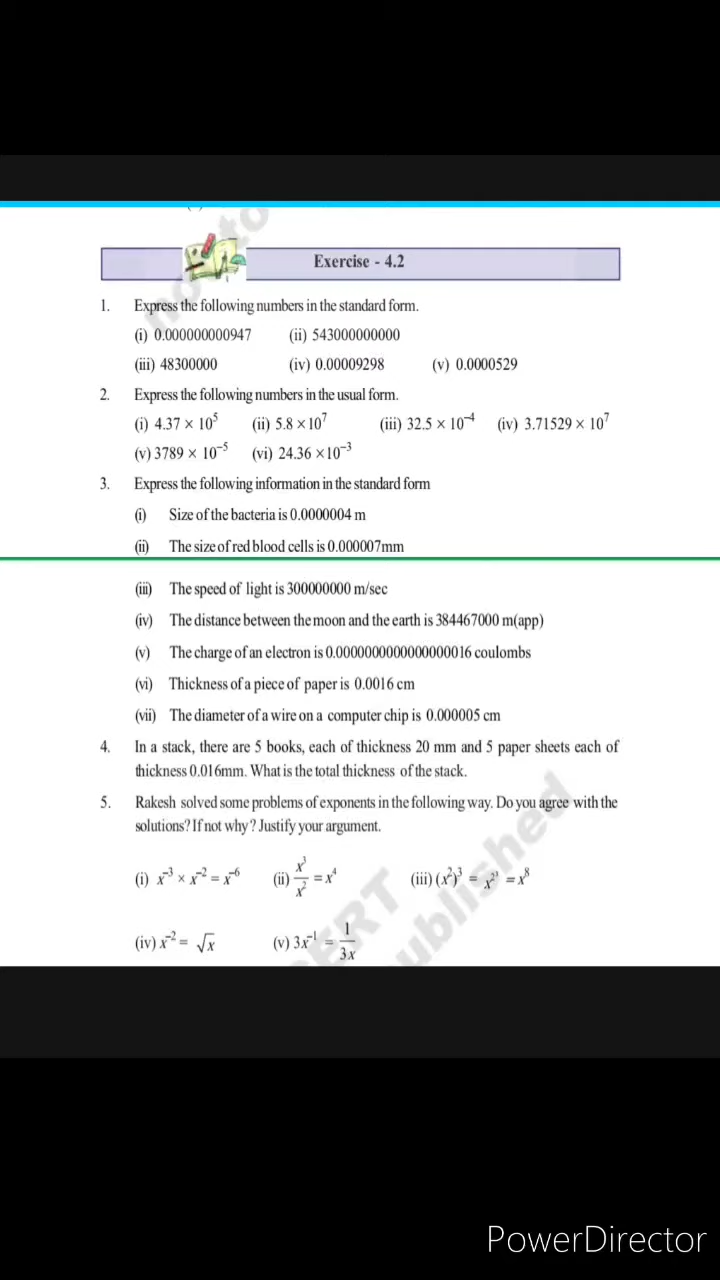 Exercise - 4.2
1. Express the following numbers in the standard form.
(i) 0.000000000947 (ii) 543000000000
(iii) 48300000 (iv) 0.00009298 (v) 0.0000529
2. Express the following numbers in the usual form.
(i) 4.37 × 10⁵ (ii) 5.8 × 10⁷ (iii) 32.5 × 10⁻⁴ (iv) 3.71529 × 10⁷
(v) 3789 × 10⁻⁵ (vi) 24.36 ×10⁻³
3. Express the following information in the standard form
(i) Size of the bacteria is 0.0000004 m
(ii) The size of red blood cells is 0.000007mm
(iii) The speed of light is 300000000 m/sec
(iv) The distance between the moon and the earth is 384467000 m(app)
(v) The charge of an electron is 0.0000000000000000016 coulombs
(vi) Thickness of a piece of paper is 0.0016 cm
(vii) The diameter of a wire on a computer chip is 0.000005 cm
4. In a stack, there are 5 books, each of thickness 20 mm and 5 paper sheets each of
thickness 0.016mm. What is the total thickness of the stack.
5. Rakesh solved some problems of exponents in the following way. Do you agree with the
solutions? If not why? Justify your argument.
(i) x⁻³ × x⁻² = x⁻⁶ (ii) x³/x² = x⁴ (iii) (x²)³ = x^(2³) = x⁸
(iv) x⁻² = √x (v) 3x⁻¹ = 1/3x
PowerDirector